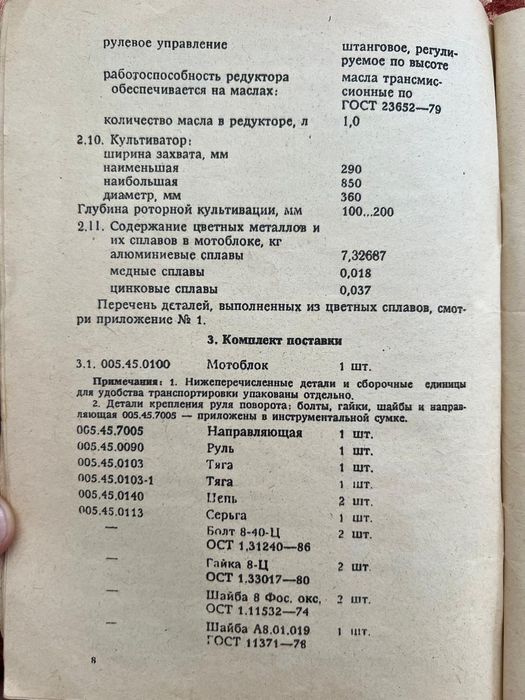 рулевое управление штанговое, регули-
руемое по высоте
работоспособность редуктора масла трансмис-
обеспечивается на маслах: сионные по
ГОСТ 23652—79
количество масла в редукторе, л 1,0
2.10. Культиватор:
ширина захвата, мм
наименьшая 290
наибольшая 850
диаметр, мм 360
Глубина роторной культивации, мм 100...200
2.11. Содержание цветных металлов и
их сплавов в мотоблоке, кг
алюминиевые сплавы 7,32687
медные сплавы 0,018
цинковые сплавы 0,037
Перечень деталей, выполненных из цветных сплавов, смот-
ри приложение № 1.
3. Комплект поставки
3.1. 005.45.0100 Мотоблок 1 шт.
Примечания: 1. Нижеперечисленные детали и сборочные единицы
для удобства транспортировки упакованы отдельно.
2. Детали крепления руля поворота: болты, гайки, шайбы и направ-
ляющая 005.45.7005 — приложены в инструментальной сумке.
005.45.7005 Направляющая 1 шт.
005.45.0090 Руль 1 шт.
005.45.0103 Тяга 1 шт.
005.45.0103-1 Тяга 1 шт.
005.45.0140 Цепь 2 шт.
005.45.0113 Серьга 1 шт.
— Болт 8-40-Ц 2 шт.
ОСТ 1.31240—86
— Гайка 8-Ц 2 шт.
ОСТ 1.33017—80
— Шайба 8 Фос. окс. 2 шт.
ОСТ 1.11532—74
— Шайба А8.01.019 1 шт.
ГОСТ 11371—78
8